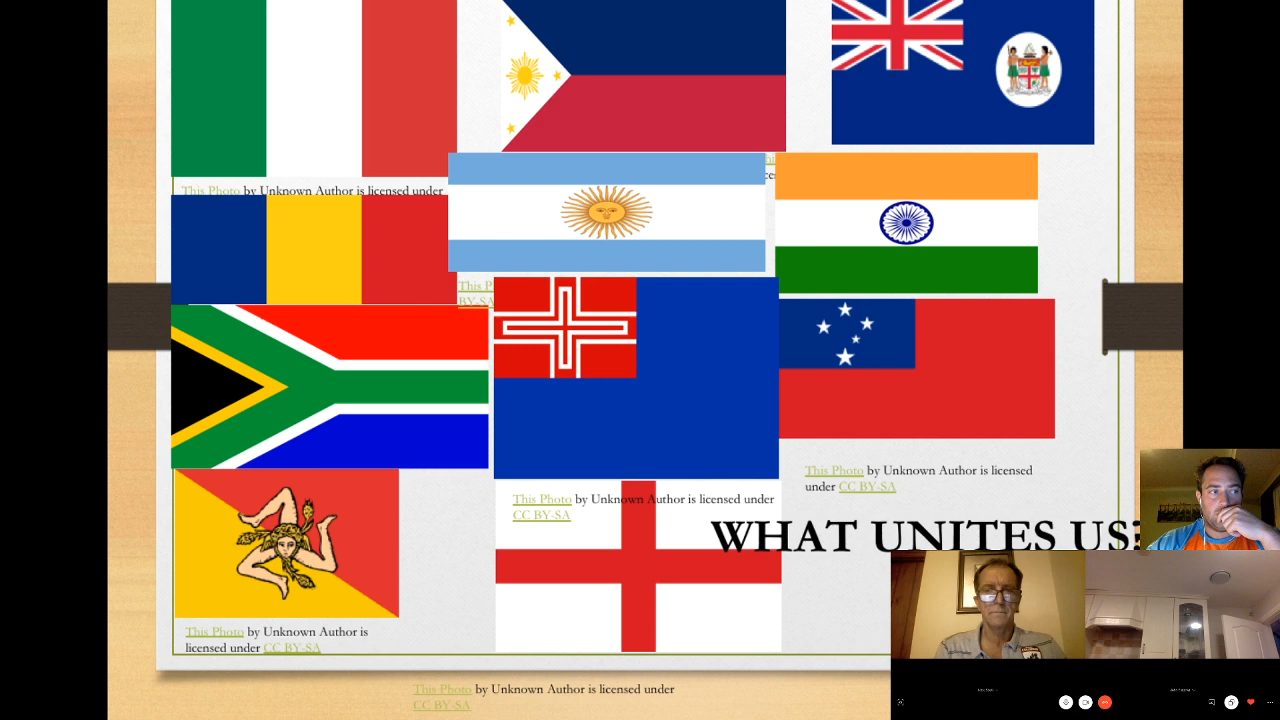 This Photo by Unknown Author is licensed under
This P
BY-SA
This Photo by Unknown Author is licensed
under CC BY-SA
This Photo by Unknown Author is licensed under
CC BY-SA
WHAT UNITES US?
This Photo by Unknown Author is
licensed under CC BY-SA
This Photo by Unknown Author is licensed under
CC BY-SA